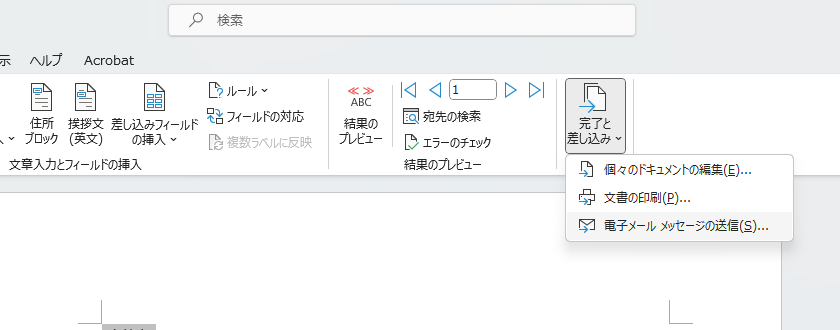 検索
示 ヘルプ Acrobat
住所
ブロック
挨拶文
(英文)
差し込みフィールド
の挿入
ルール
フィールドの対応
複数ラベルに反映
文章入力とフィールドの挿入
ABC
結果の
プレビュー
1
宛先の検索
エラーのチェック
結果のプレビュー
完了と
差し込み
個々のドキュメントの編集(E)...
文書の印刷(P)...
電子メール メッセージの送信(S)...